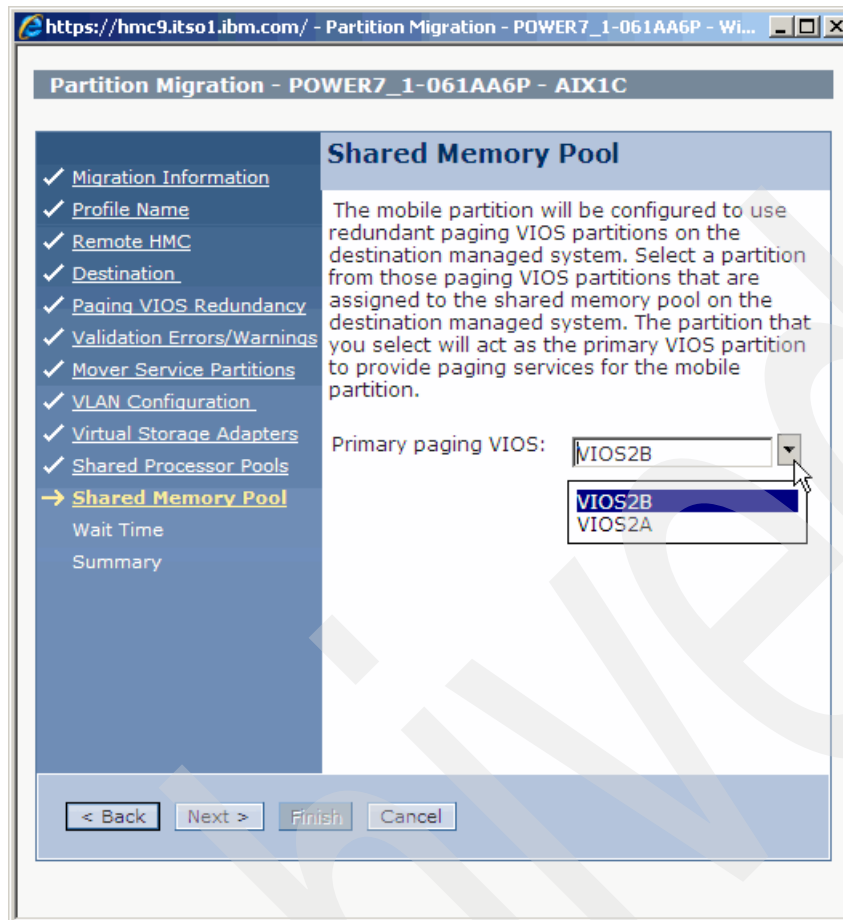 https://hmc9.itso1.ibm.com/ - Partition Migration - POWER7_1-061AA6P - Wi...
Partition Migration - POWER7_1-061AA6P - AIX1C
Migration Information
Profile Name
Remote HMC
Destination
Paging VIOS Redundancy
Validation Errors/Warnings
Mover Service Partitions
VLAN Configuration
Virtual Storage Adapters
Shared Processor Pools
Shared Memory Pool
Wait Time
Summary
Shared Memory Pool
The mobile partition will be configured to use
redundant paging VIOS partitions on the
destination managed system. Select a partition
from those paging VIOS partitions that are
assigned to the shared memory pool on the
destination managed system. The partition that
you select will act as the primary VIOS partition
to provide paging services for the mobile
partition.
Primary paging VIOS: VIOS2B
VIOS2B
VIOS2A
< Back Next > Finish Cancel